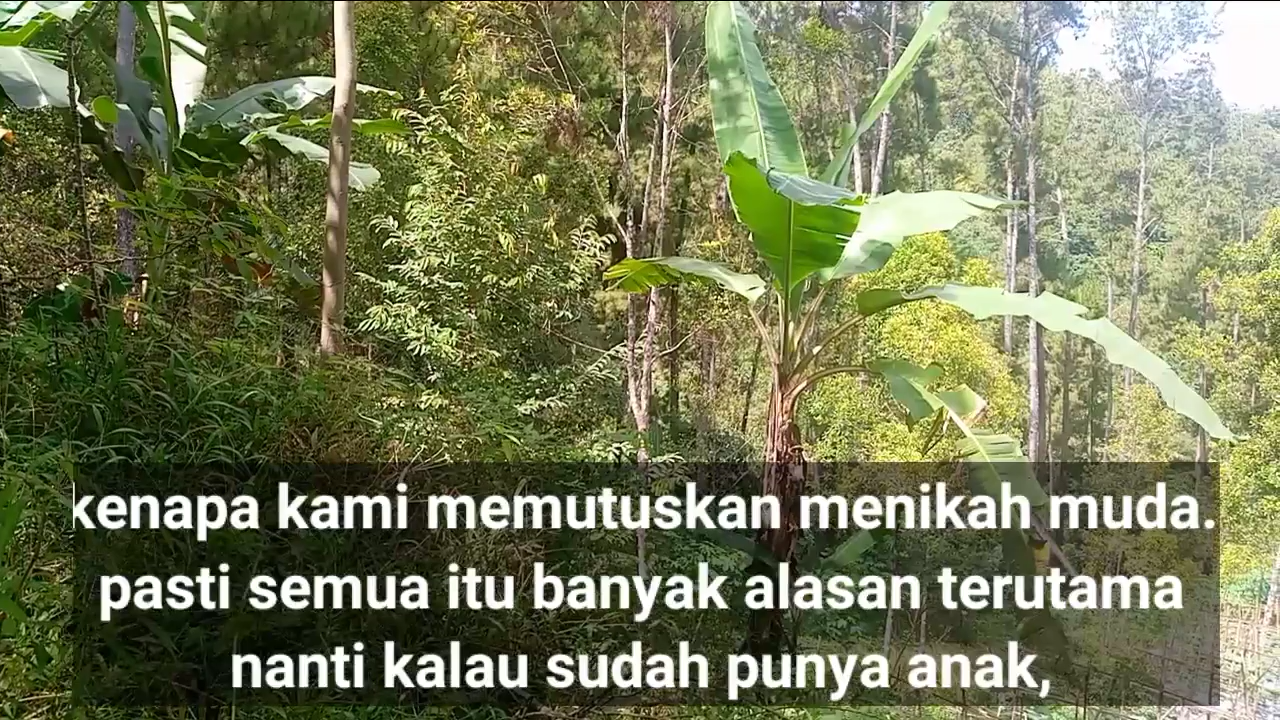 kenapa kami memutuskan menikah muda.
pasti semua itu banyak alasan terutama
nanti kalau sudah punya anak,